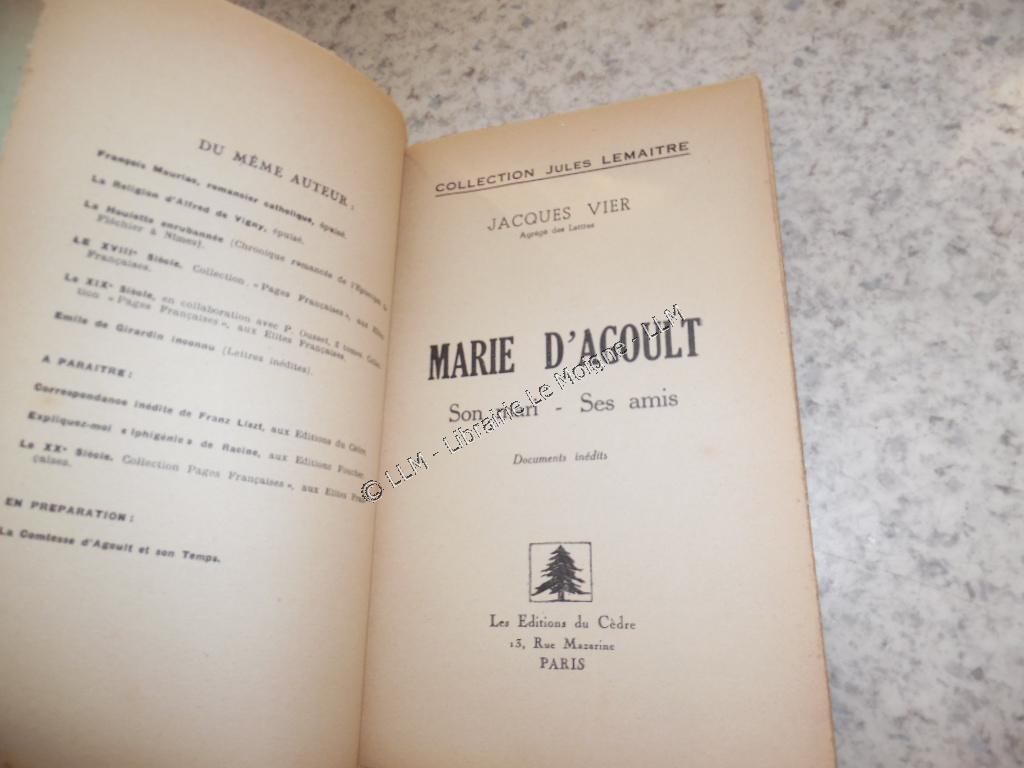 DU MÊME AUTEUR :
François Mauriac, romancier catholique, épuisé.
La Religion d'Alfred de Vigny, épuisé.
La Houlette enrubannée (Chronique romancée de l'Episcopat de
Fléchier à Nîmes).
LE XVIIIe Siècle. Collection « Pages Françaises », aux Elites
Françaises.
Le XIXe Siècle, en collaboration avec P. Ousset, tomes. Collec-
tion « Pages Françaises », aux Elites Françaises.
Emile de Girardin inconnu (Lettres inédites).
A PARAITRE :
Correspondance inédite de Franz Liszt, aux Editions du Cèdre.
Expliquez-moi « Iphigénie » de Racine, aux Editions Foucher.
Le XXe Siècle. Collection Pages Françaises », aux Elites Fran-
çaises.
EN PREPARATION :
La Comtesse d'Agoult et son Temps.
COLLECTION JULES LEMAITRE
JACQUES VIER
Agrégé des Lettres
MARIE D'AGOULT
Son mari - Ses amis
Documents inédits
Les Editions du Cèdre
13, Rue Mazarine
PARIS
© LLM - Librairie Le Moigne - LLM